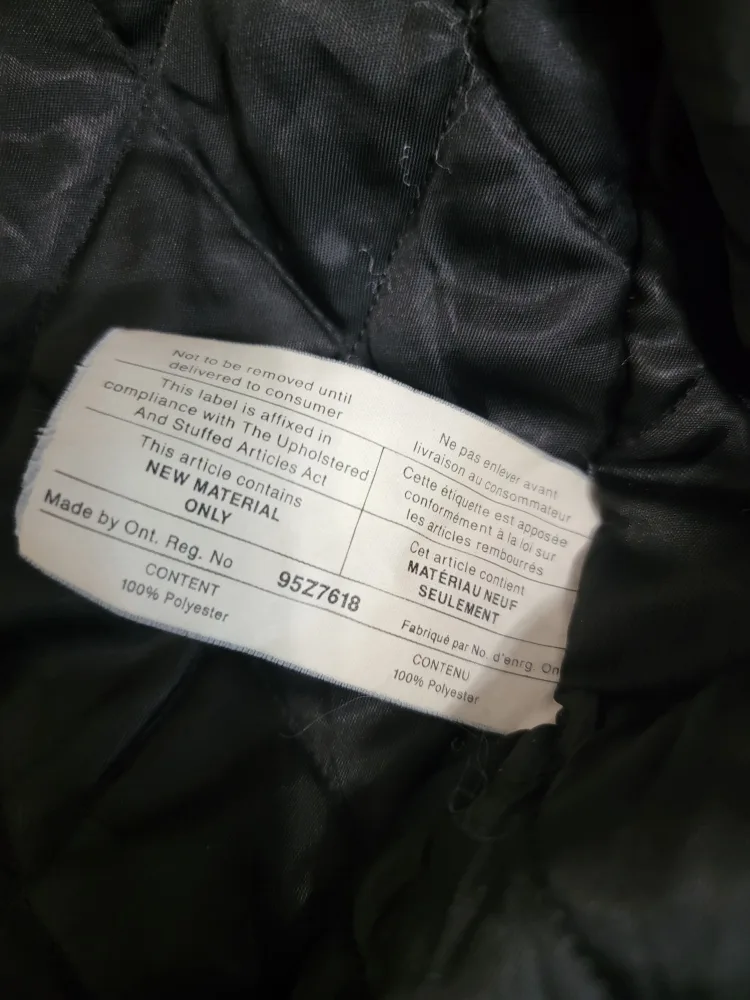 Not to be removed until
delivered to consumer
This label is affixed in
compliance with The Upholstered
And Stuffed Articles Act
This article contains
NEW MATERIAL
ONLY
Made by Ont. Reg. No
95Z7618
CONTENT
100% Polyester
Ne pas enlever avant
livraison au consommateur
Cette étiquette est apposée
conformément à la loi sur
les articles rembourrés
Cet article contient
MATÉRIAU NEUF
SEULEMENT
Fabriqué par No. d'enrg. On
CONTENU
100% Polyester